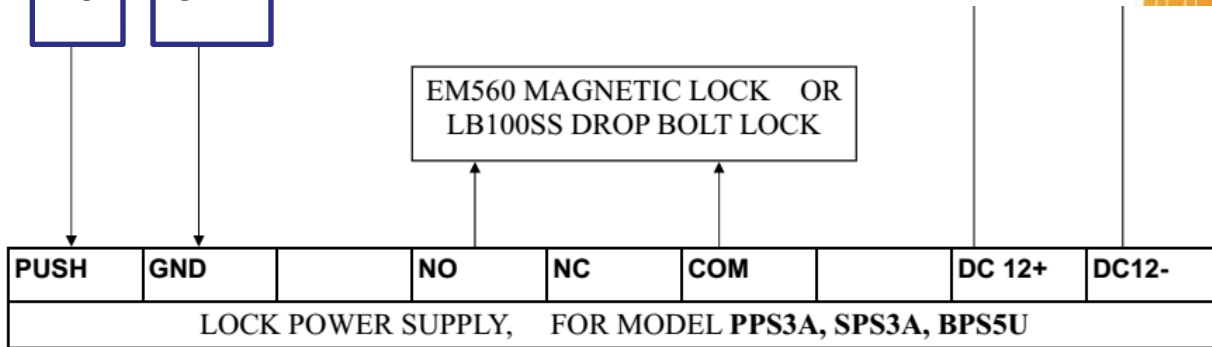 EM560 MAGNETIC LOCK OR
LB100SS DROP BOLT LOCK
PUSH GND NO NC COM DC 12+ DC12-
LOCK POWER SUPPLY, FOR MODEL PPS3A, SPS3A, BPS5U